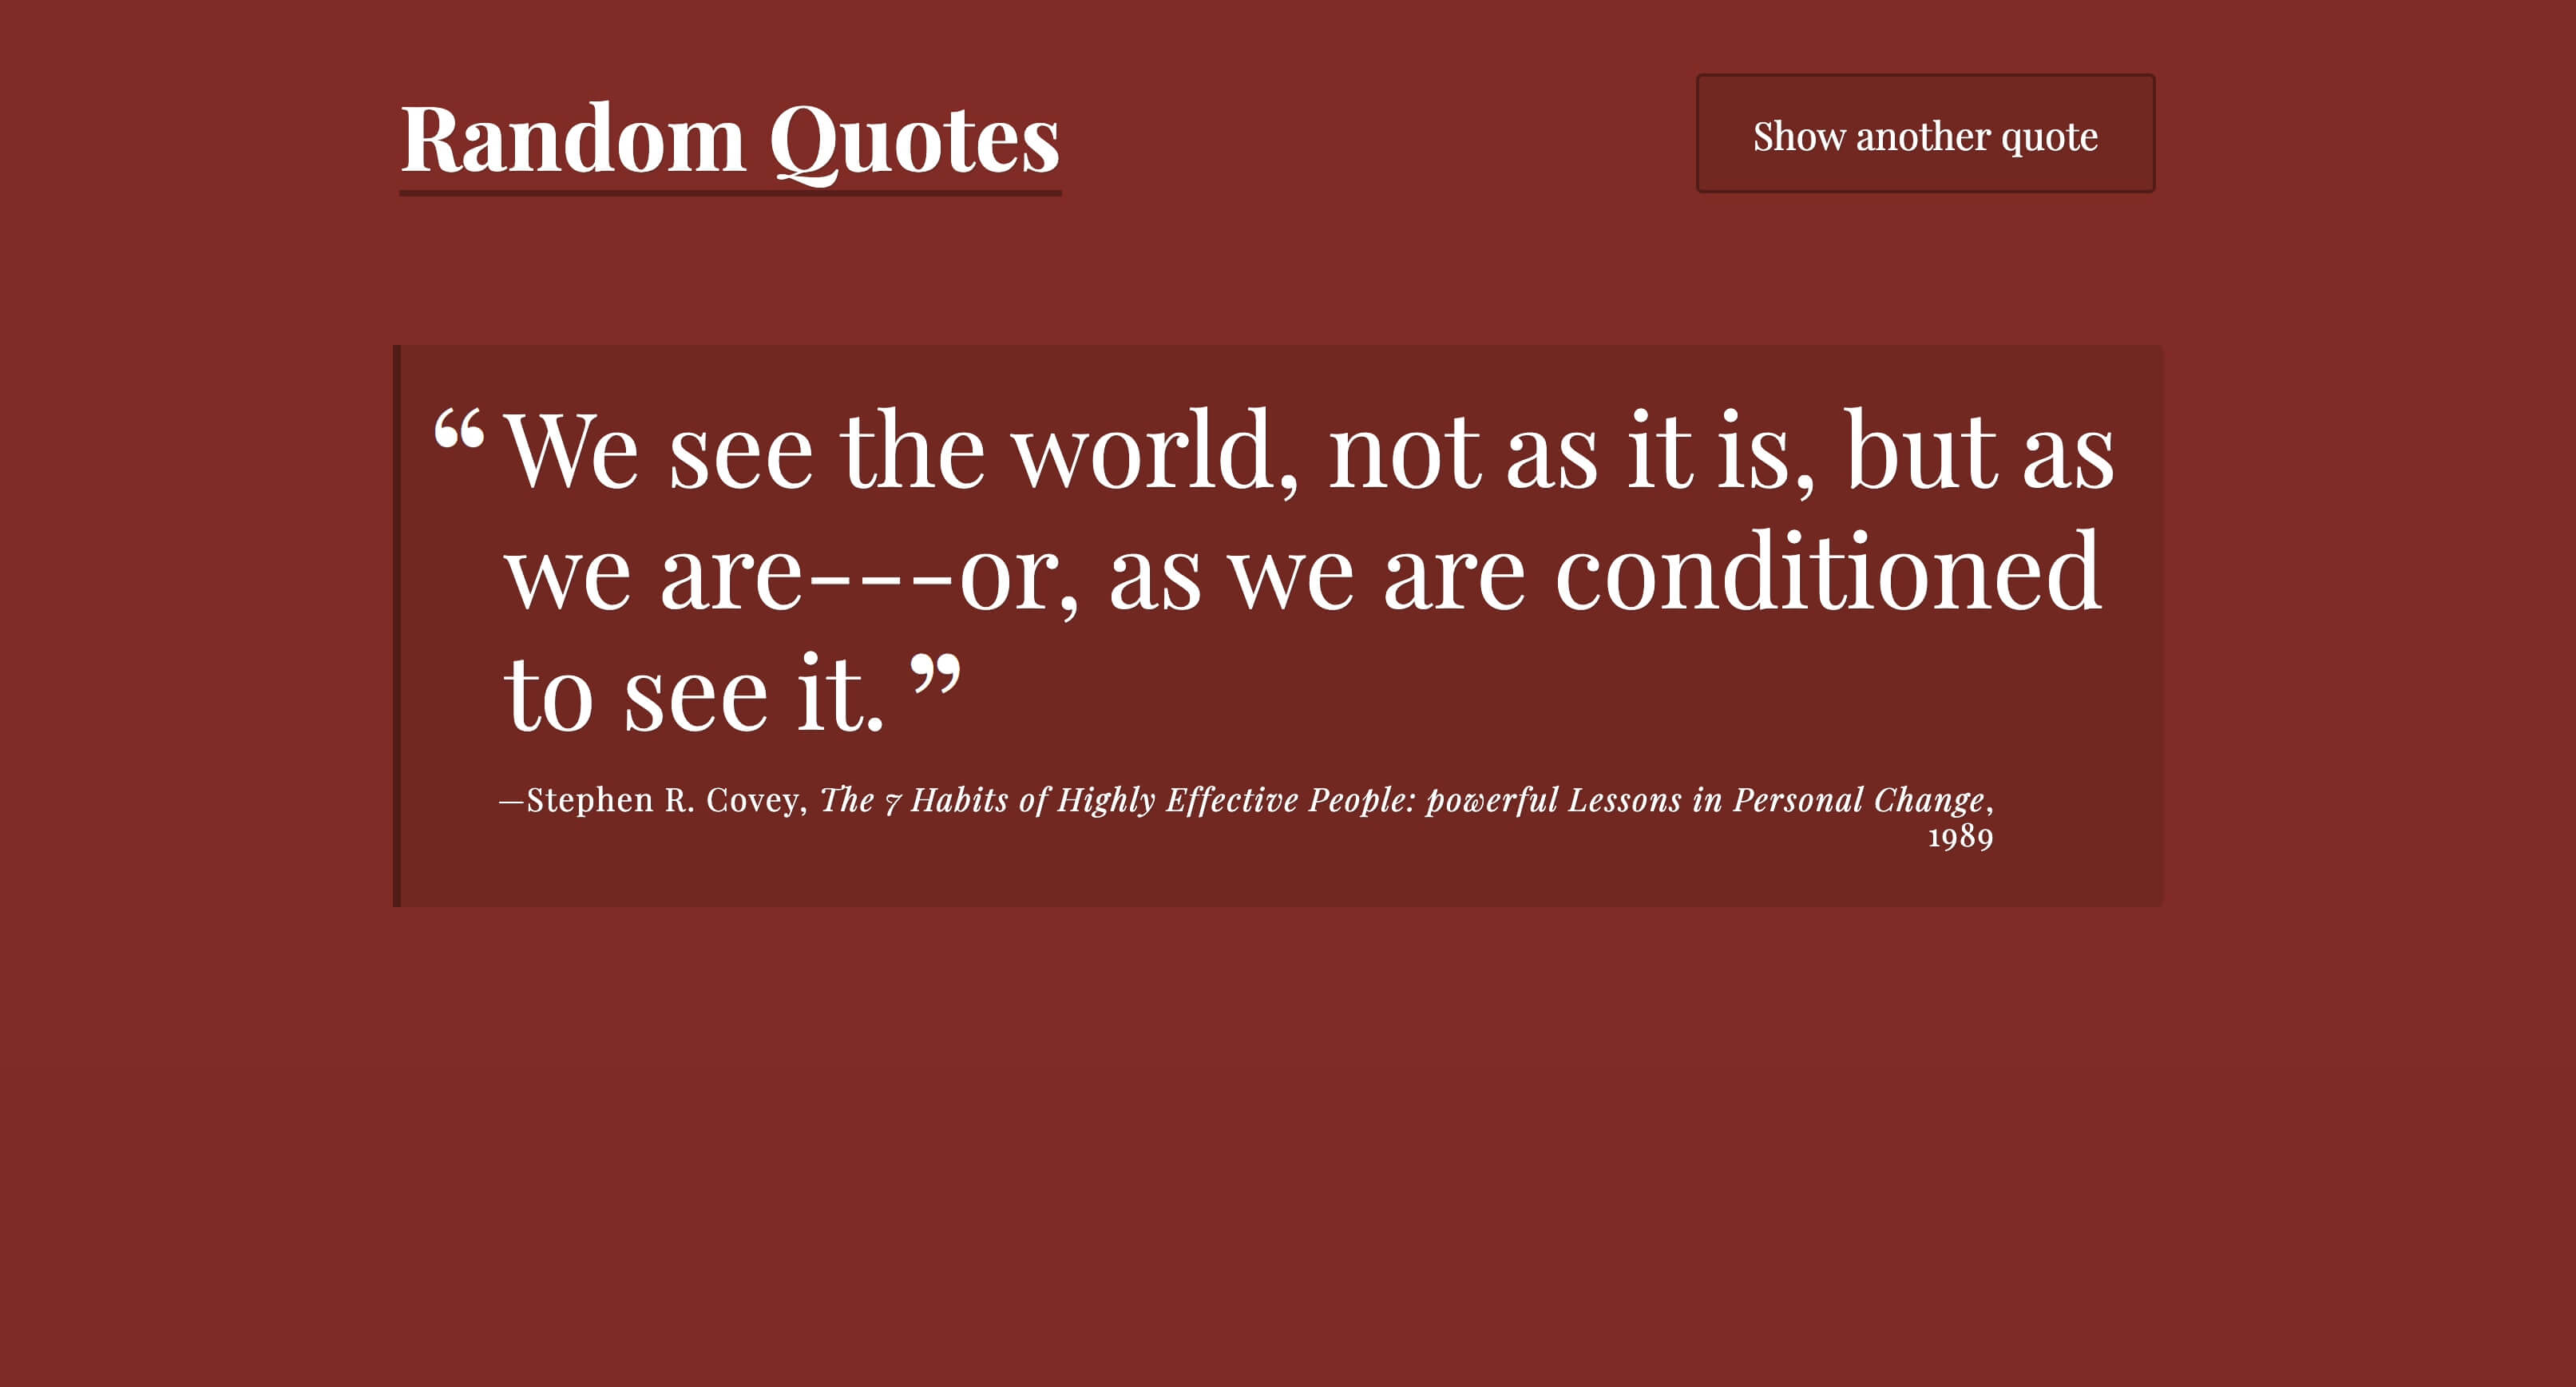 Random Quotes
Show another quote
“We see the world, not as it is, but as
we are---or, as we are conditioned
to see it.”
—Stephen R. Covey, The 7 Habits of Highly Effective People: powerful Lessons in Personal Change,
1989